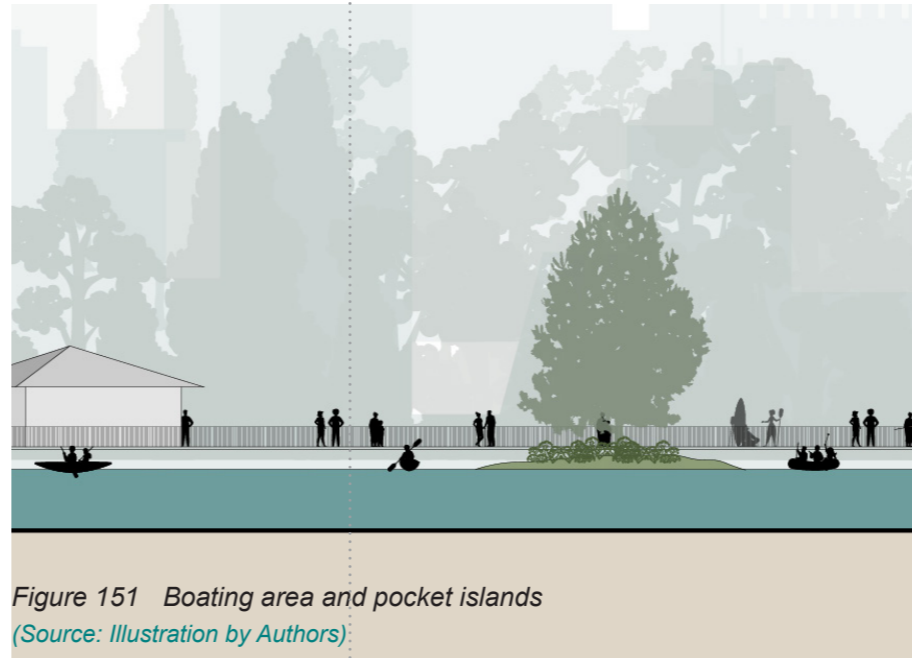 Figure 151 Boating area and pocket islands
(Source: Illustration by Authors)